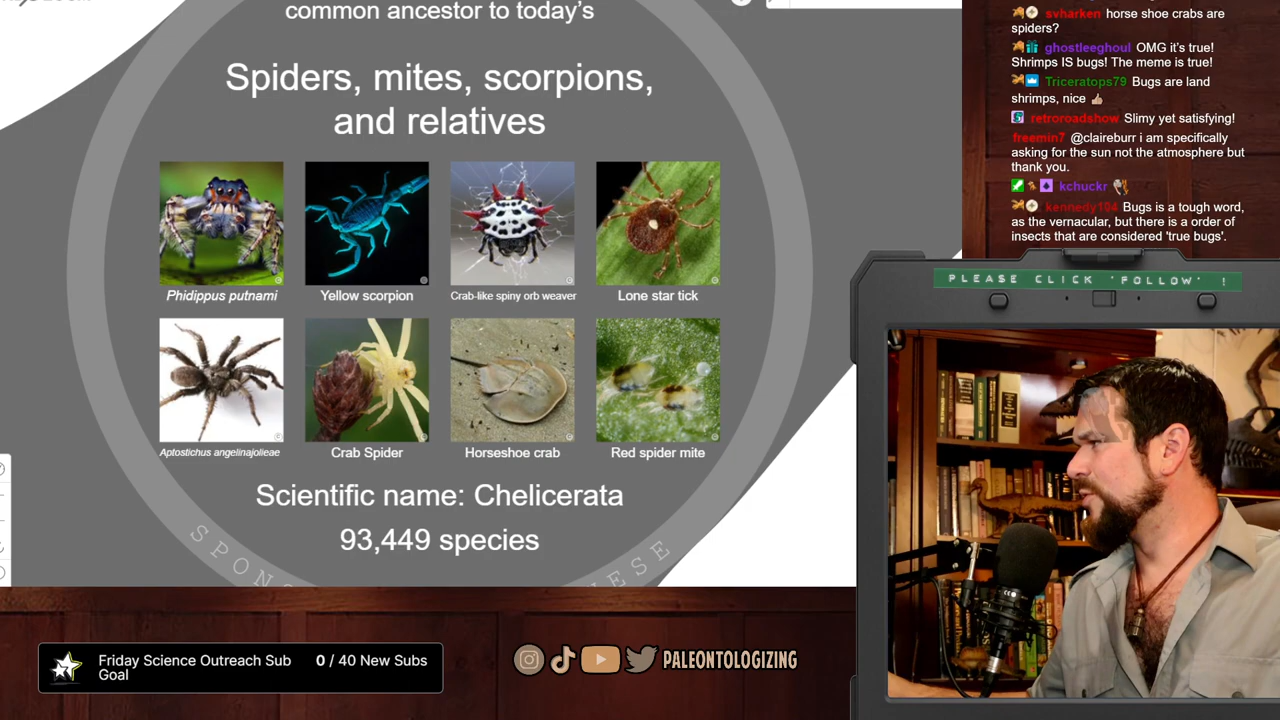 common ancestor to today's
Spiders, mites, scorpions,
and relatives
Phidippus putnami
Yellow scorpion
Crab-like spiny orb weaver
Lone star tick
Aptostichus angelinajolieae
Crab Spider
Horseshoe crab
Red spider mite
Scientific name: Chelicerata
93,449 species
Friday Science Outreach Sub
Goal
0 / 40 New Subs
PALEONTOLOGIZING
svharken horse shoe crabs are
spiders?
ghostleeghoul OMG it's true!
Shrimps IS bugs! The meme is true!
Triceratops79 Bugs are land
shrimps, nice
retroroadshow Slimy yet satisfying!
freemin7 @claireburr i am specifically
asking for the sun not the atmosphere but
thank you.
kchuckr
kennedy104 Bugs is a tough word,
as the vernacular, but there is a order of
insects that are considered 'true bugs'.
PLEASE CLICK 'FOLLOW' !